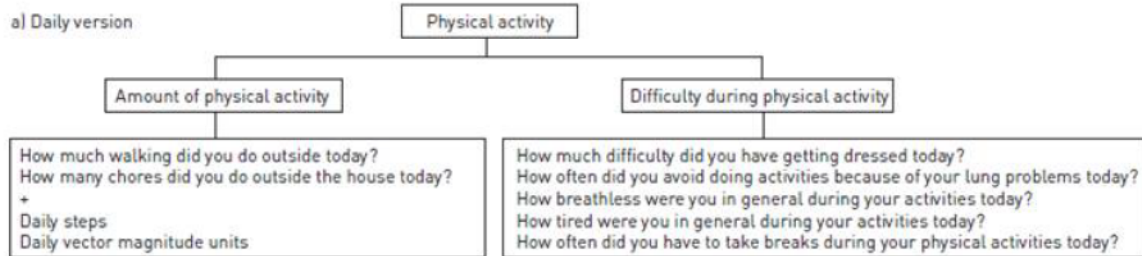 a) Daily version
Physical activity
Amount of physical activity
Difficulty during physical activity
How much walking did you do outside today?
How many chores did you do outside the house today?
+
Daily steps
Daily vector magnitude units
How much difficulty did you have getting dressed today?
How often did you avoid doing activities because of your lung problems today?
How breathless were you in general during your activities today?
How tired were you in general during your activities today?
How often did you have to take breaks during your physical activities today?